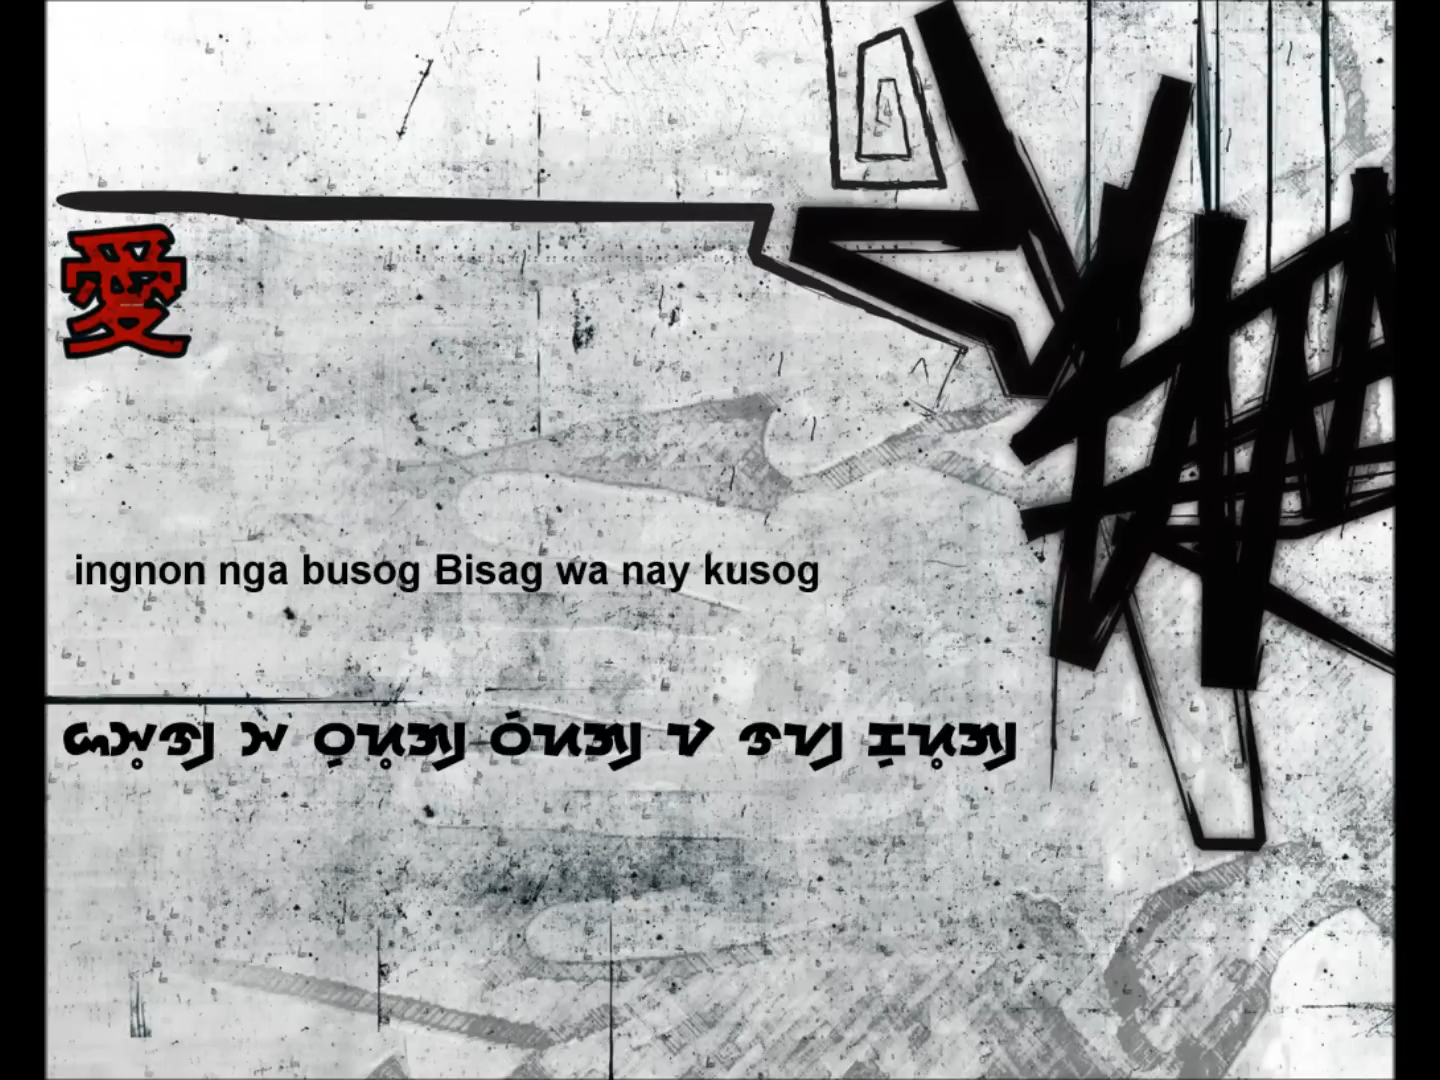 愛
ingnon nga busog Bisag wa nay kusog
ᜁᜅᜓᜈ᜕ ᜅ ᜊᜓᜐᜓᜄ᜕ ᜊᜒᜐᜄ᜕ ᜏ ᜈᜌ᜕ ᜃᜓᜐᜓᜄ᜕